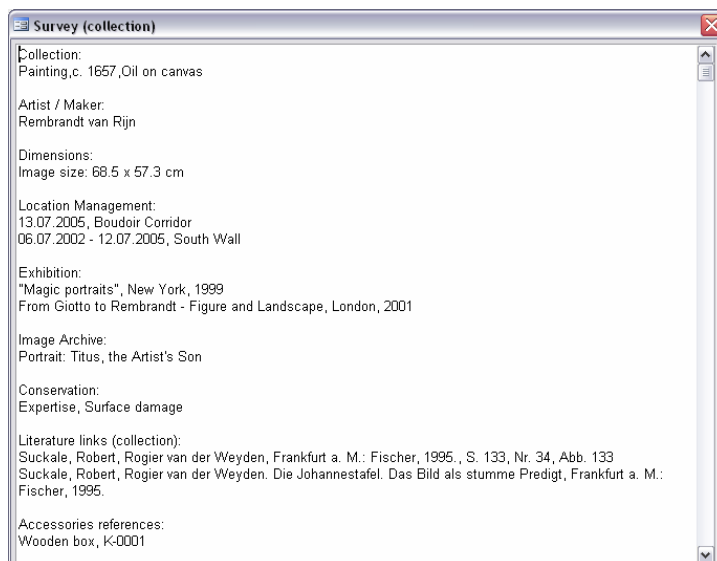 Survey (collection)
Collection:
Painting,c. 1657,Oil on canvas
Artist / Maker:
Rembrandt van Rijn
Dimensions:
Image size: 68.5 x 57.3 cm
Location Management:
13.07.2005, Boudoir Corridor
06.07.2002 - 12.07.2005, South Wall
Exhibition:
"Magic portraits", New York, 1999
From Giotto to Rembrandt - Figure and Landscape, London, 2001
Image Archive:
Portrait: Titus, the Artist's Son
Conservation:
Expertise, Surface damage
Literature links (collection):
Suckale, Robert, Rogier van der Weyden, Frankfurt a. M.: Fischer, 1995., S. 133, Nr. 34, Abb. 133
Suckale, Robert, Rogier van der Weyden. Die Johannestafel. Das Bild als stumme Predigt, Frankfurt a. M.:
Fischer, 1995.
Accessories references:
Wooden box, K-0001